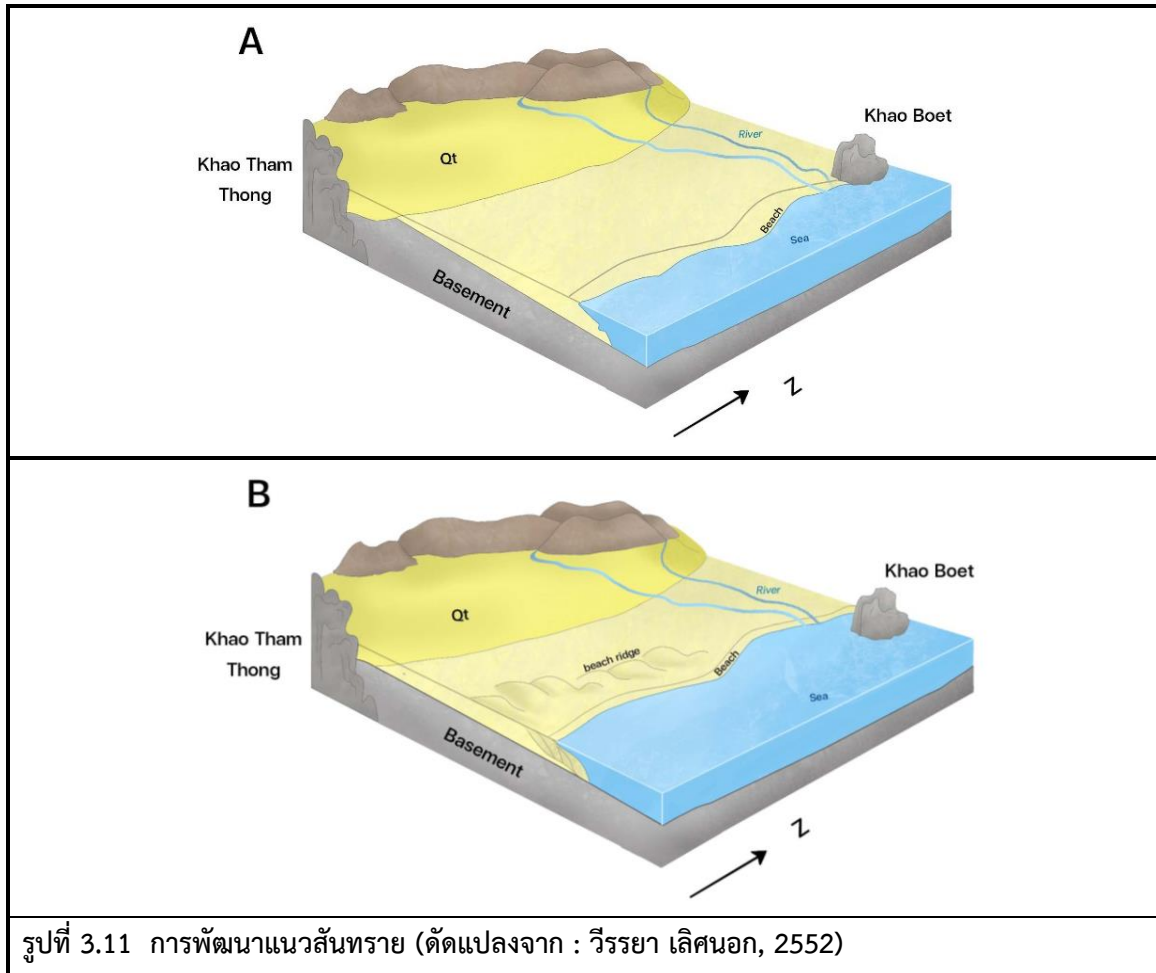 A
Khao Boet
River
Khao Tham
Thong
Qt
Beach
Sea
Basement
N
B
Khao Boet
River
Qt
Khao Tham
Thong
beach ridge
Beach
Sea
Basement
N
รูปที่ 3.11 การพัฒนาแนวสันทราย (ดัดแปลงจาก : วีรรยา เลิศนอก, 2552)